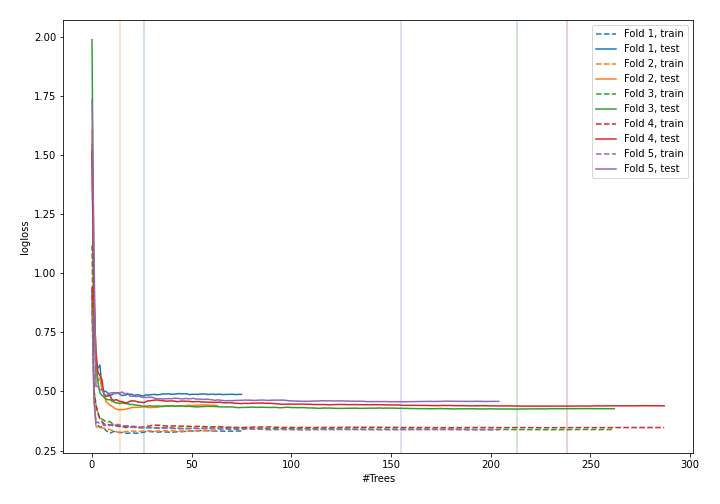 2.00
1.75
1.50
1.25
1.00
0.75
0.50
0.25
logloss
0
50
100
150
200
250
300
#Trees
Fold 1, train
Fold 1, test
Fold 2, train
Fold 2, test
Fold 3, train
Fold 3, test
Fold 4, train
Fold 4, test
Fold 5, train
Fold 5, test